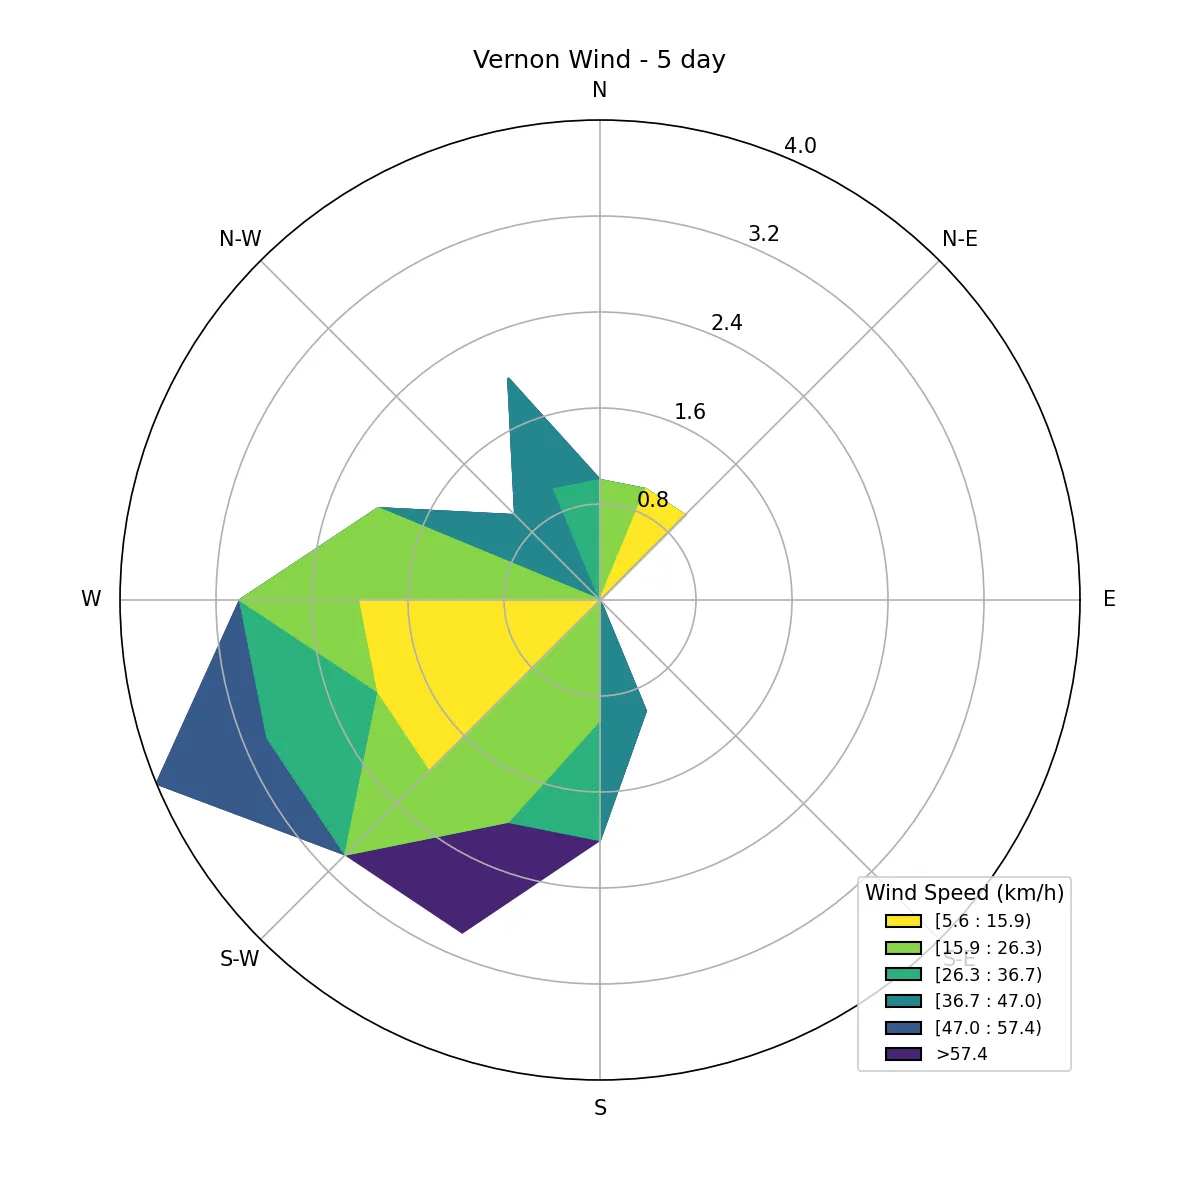 Vernon Wind - 5 day
N
4.0
N-W
3.2
N-E
2.4
1.6
0.8
W
E
S-W
S-E
S
Wind Speed (km/h)
[5.6 : 15.9)
[15.9 : 26.3)
[26.3 : 36.7)
[36.7 : 47.0)
[47.0 : 57.4)
>57.4